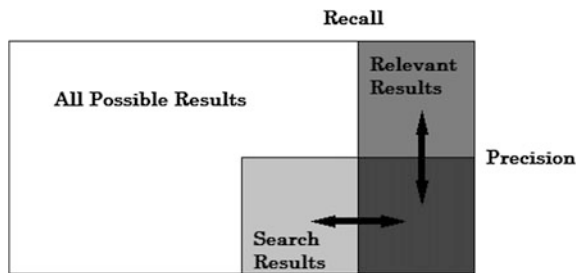 Recall
Relevant
Results
All Possible Results
Precision
Search
Results